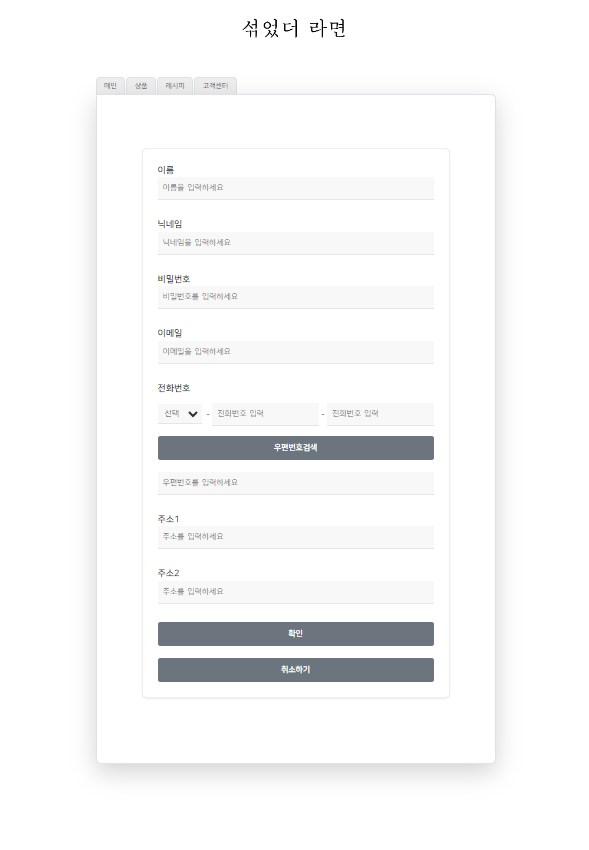 섞었더 라면
메인 상품 레시피 고객센터
이름
이름을 입력하세요
닉네임
닉네임을 입력하세요
비밀번호
비밀번호를 입력하세요
이메일
이메일을 입력하세요
전화번호
선택 - 전화번호 입력 - 전화번호 입력
우편번호검색
우편번호를 입력하세요
주소1
주소를 입력하세요
주소2
주소를 입력하세요
확인
취소하기